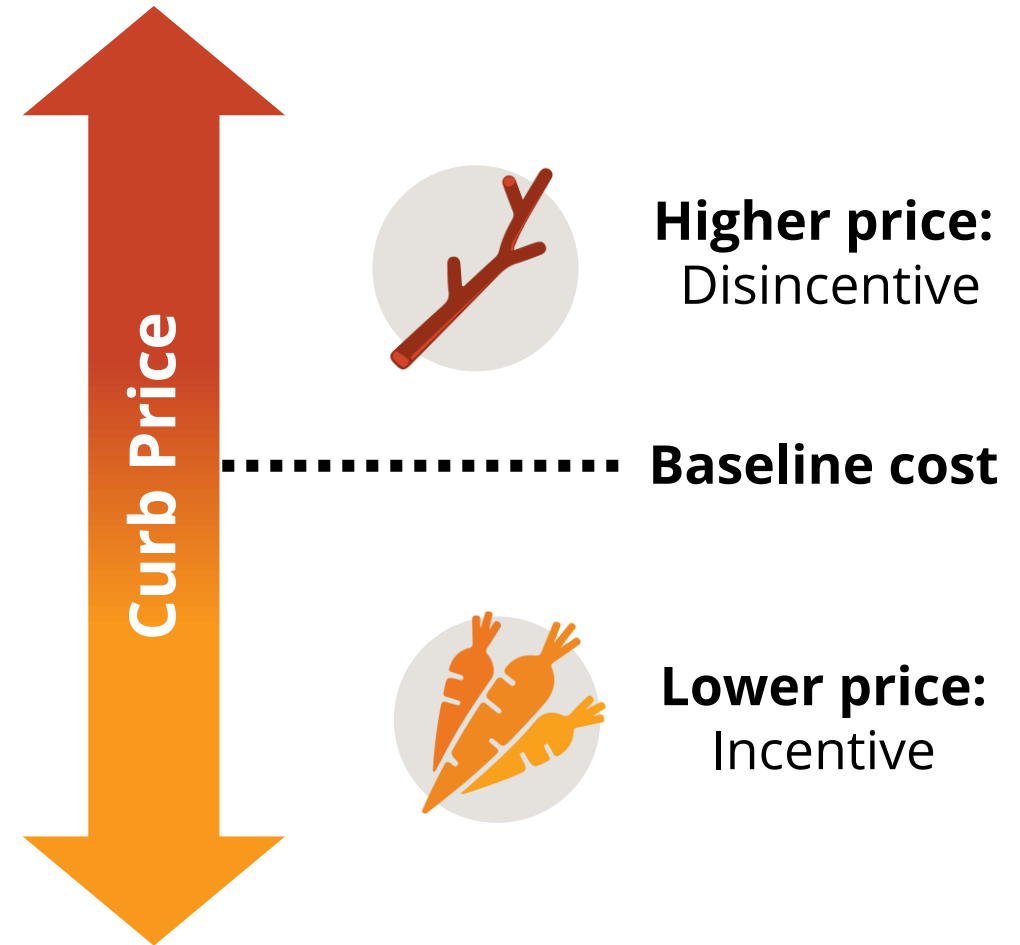 Curb Price
Higher price:
Disincentive
Baseline cost
Lower price:
Incentive